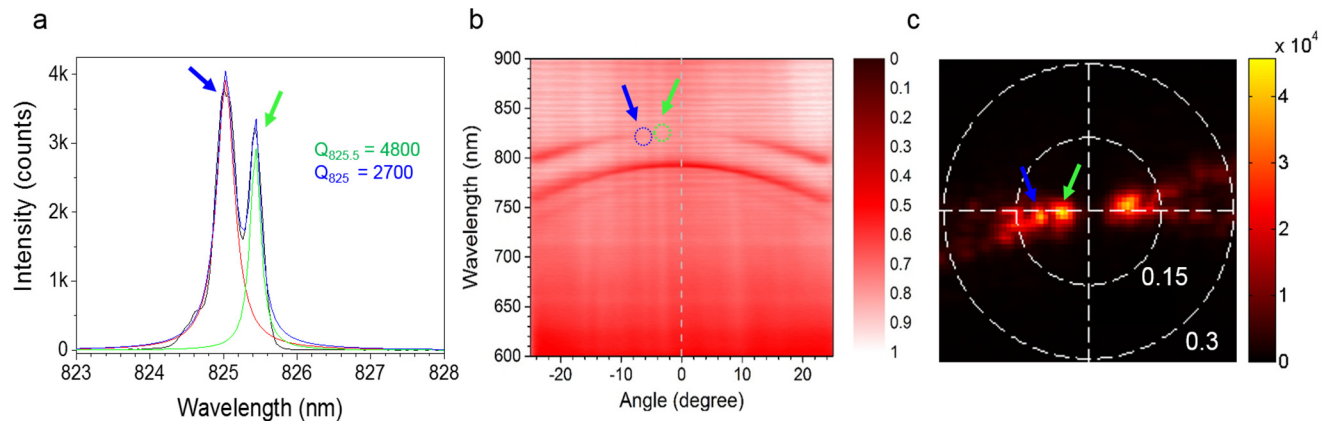 a
4k
3k
2k
1k
0
Intensity (counts)
823 824 825 826 827 828
Wavelength (nm)
Q825.5 = 4800
Q825 = 2700
b
900
850
800
750
700
650
600
Wavelength (nm)
-20 -10 0 10 20
Angle (degree)
0
0.1
0.2
0.3
0.4
0.5
0.6
0.7
0.8
0.9
1
c
0.15
0.3
x 10⁴
4
3
2
1
0